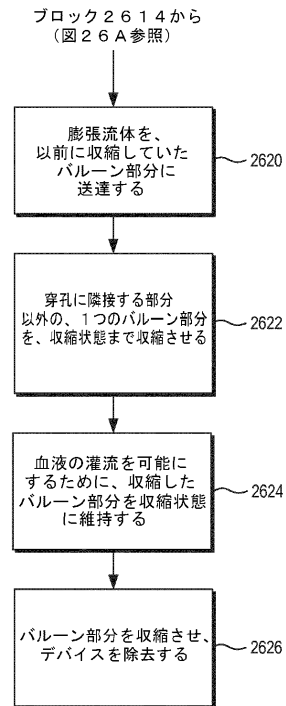 ブロック２６１４から
（図２６Ａ参照）
膨張流体を、
以前に収縮していた
バルーン部分に
送達する
2620
穿孔に隣接する部分
以外の、１つのバルーン部分
を、収縮状態まで収縮させる
2622
血液の灌流を可能に
するために、収縮した
バルーン部分を収縮状態
に維持する
2624
バルーン部分を収縮させ、
デバイスを除去する
2626